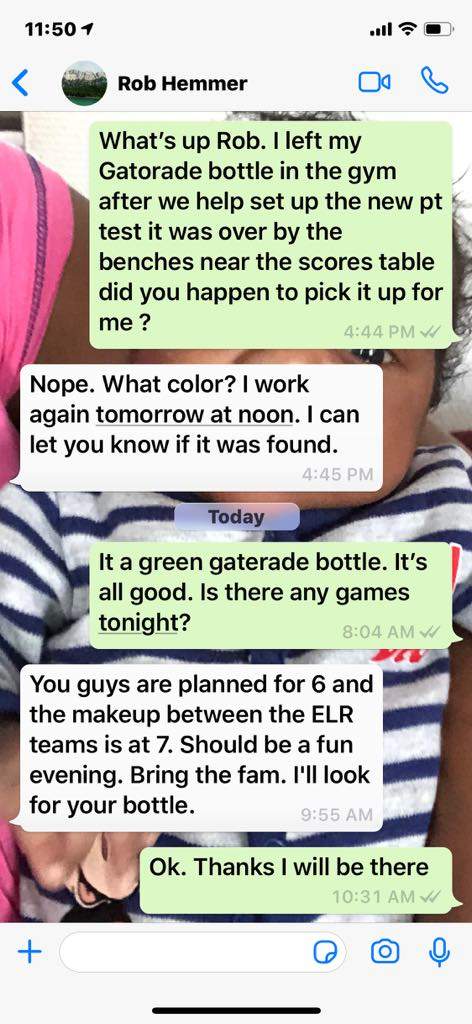 11:50
Rob Hemmer
What's up Rob. I left my
Gatorade bottle in the gym
after we help set up the new pt
test it was over by the
benches near the scores table
did you happen to pick it up for
me ?
4:44 PM
Nope. What color? I work
again tomorrow at noon. I can
let you know if it was found.
4:45 PM
Today
It a green gaterade bottle. It's
all good. Is there any games
tonight?
8:04 AM
You guys are planned for 6 and
the makeup between the ELR
teams is at 7. Should be a fun
evening. Bring the fam. I'll look
for your bottle.
9:55 AM
Ok. Thanks I will be there
10:31 AM